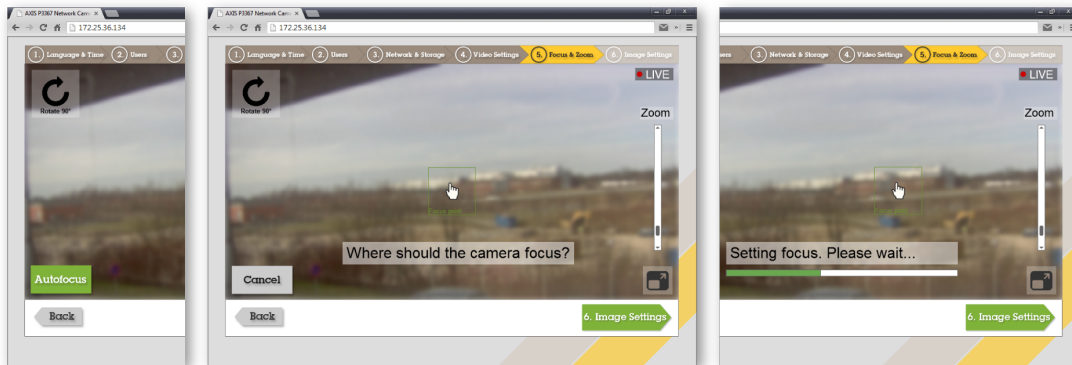 AXIS P3367 Network Cam
172.25.36.134
1. Language & Time 2. Users 3.
Rotate 90°
Autofocus
Back
AXIS P3367 Network Cam
172.25.36.134
1. Language & Time 2. Users 3. Network & Storage 4. Video Settings 5. Focus & Zoom 6. Image Settings
LIVE
Rotate 90°
Zoom
Where should the camera focus?
Cancel
Back
6. Image Settings
sers 3. Network & Storage 4. Video Settings 5. Focus & Zoom 6. Image Settings
LIVE
Zoom
Setting focus. Please wait...
6. Image Settings